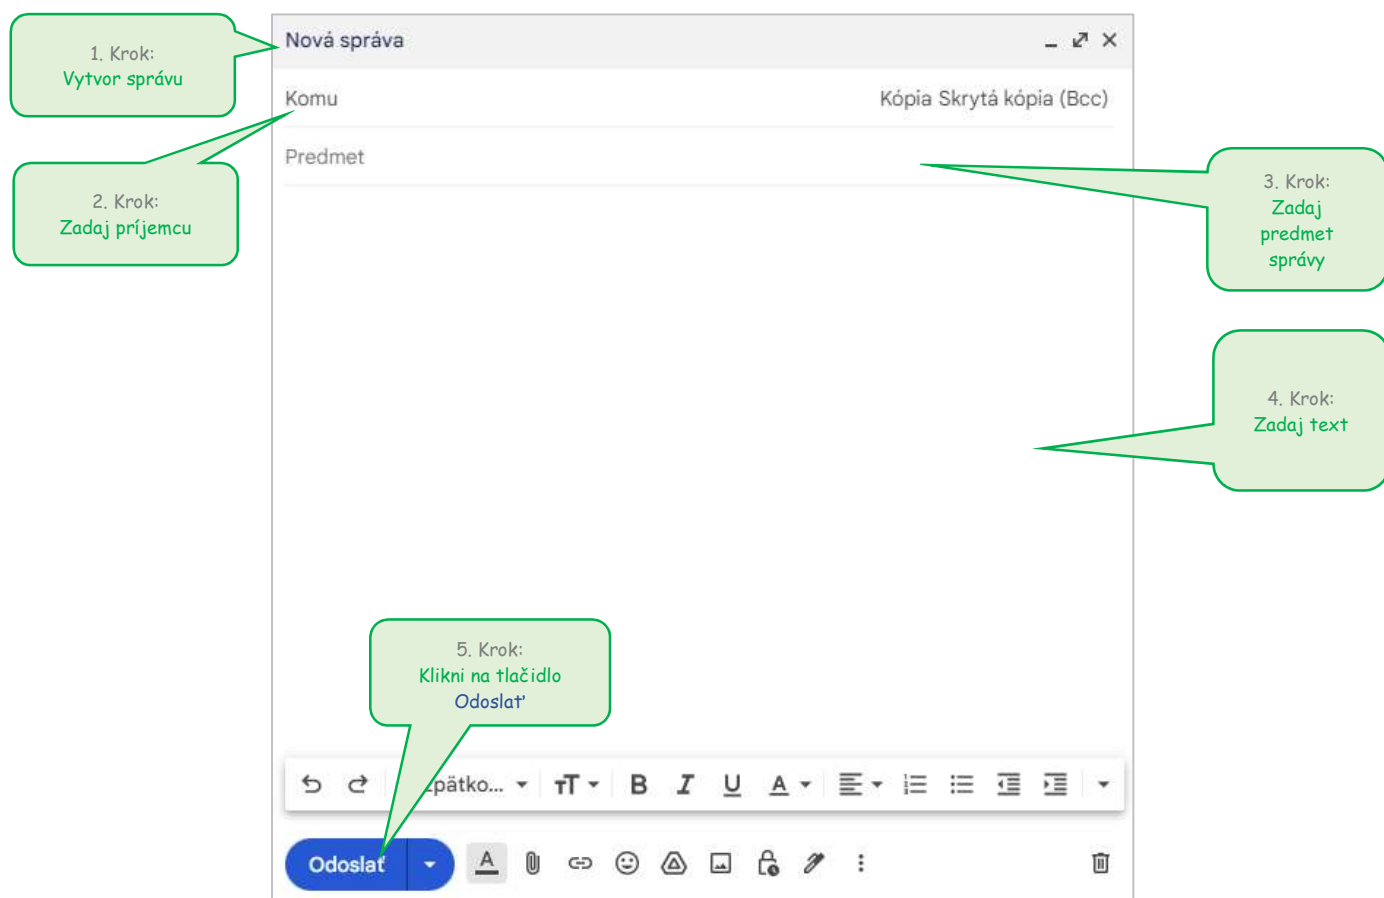 1. Krok:
Vytvor správu
Nová správa
Komu
Kópia Skrytá kópia (Bcc)
2. Krok:
Zadaj príjemcu
Predmet
3. Krok:
Zadaj
predmet
správy
4. Krok:
Zadaj text
5. Krok:
Klikni na tlačidlo
Odoslať
pätko...
B I U A
Odoslať
A